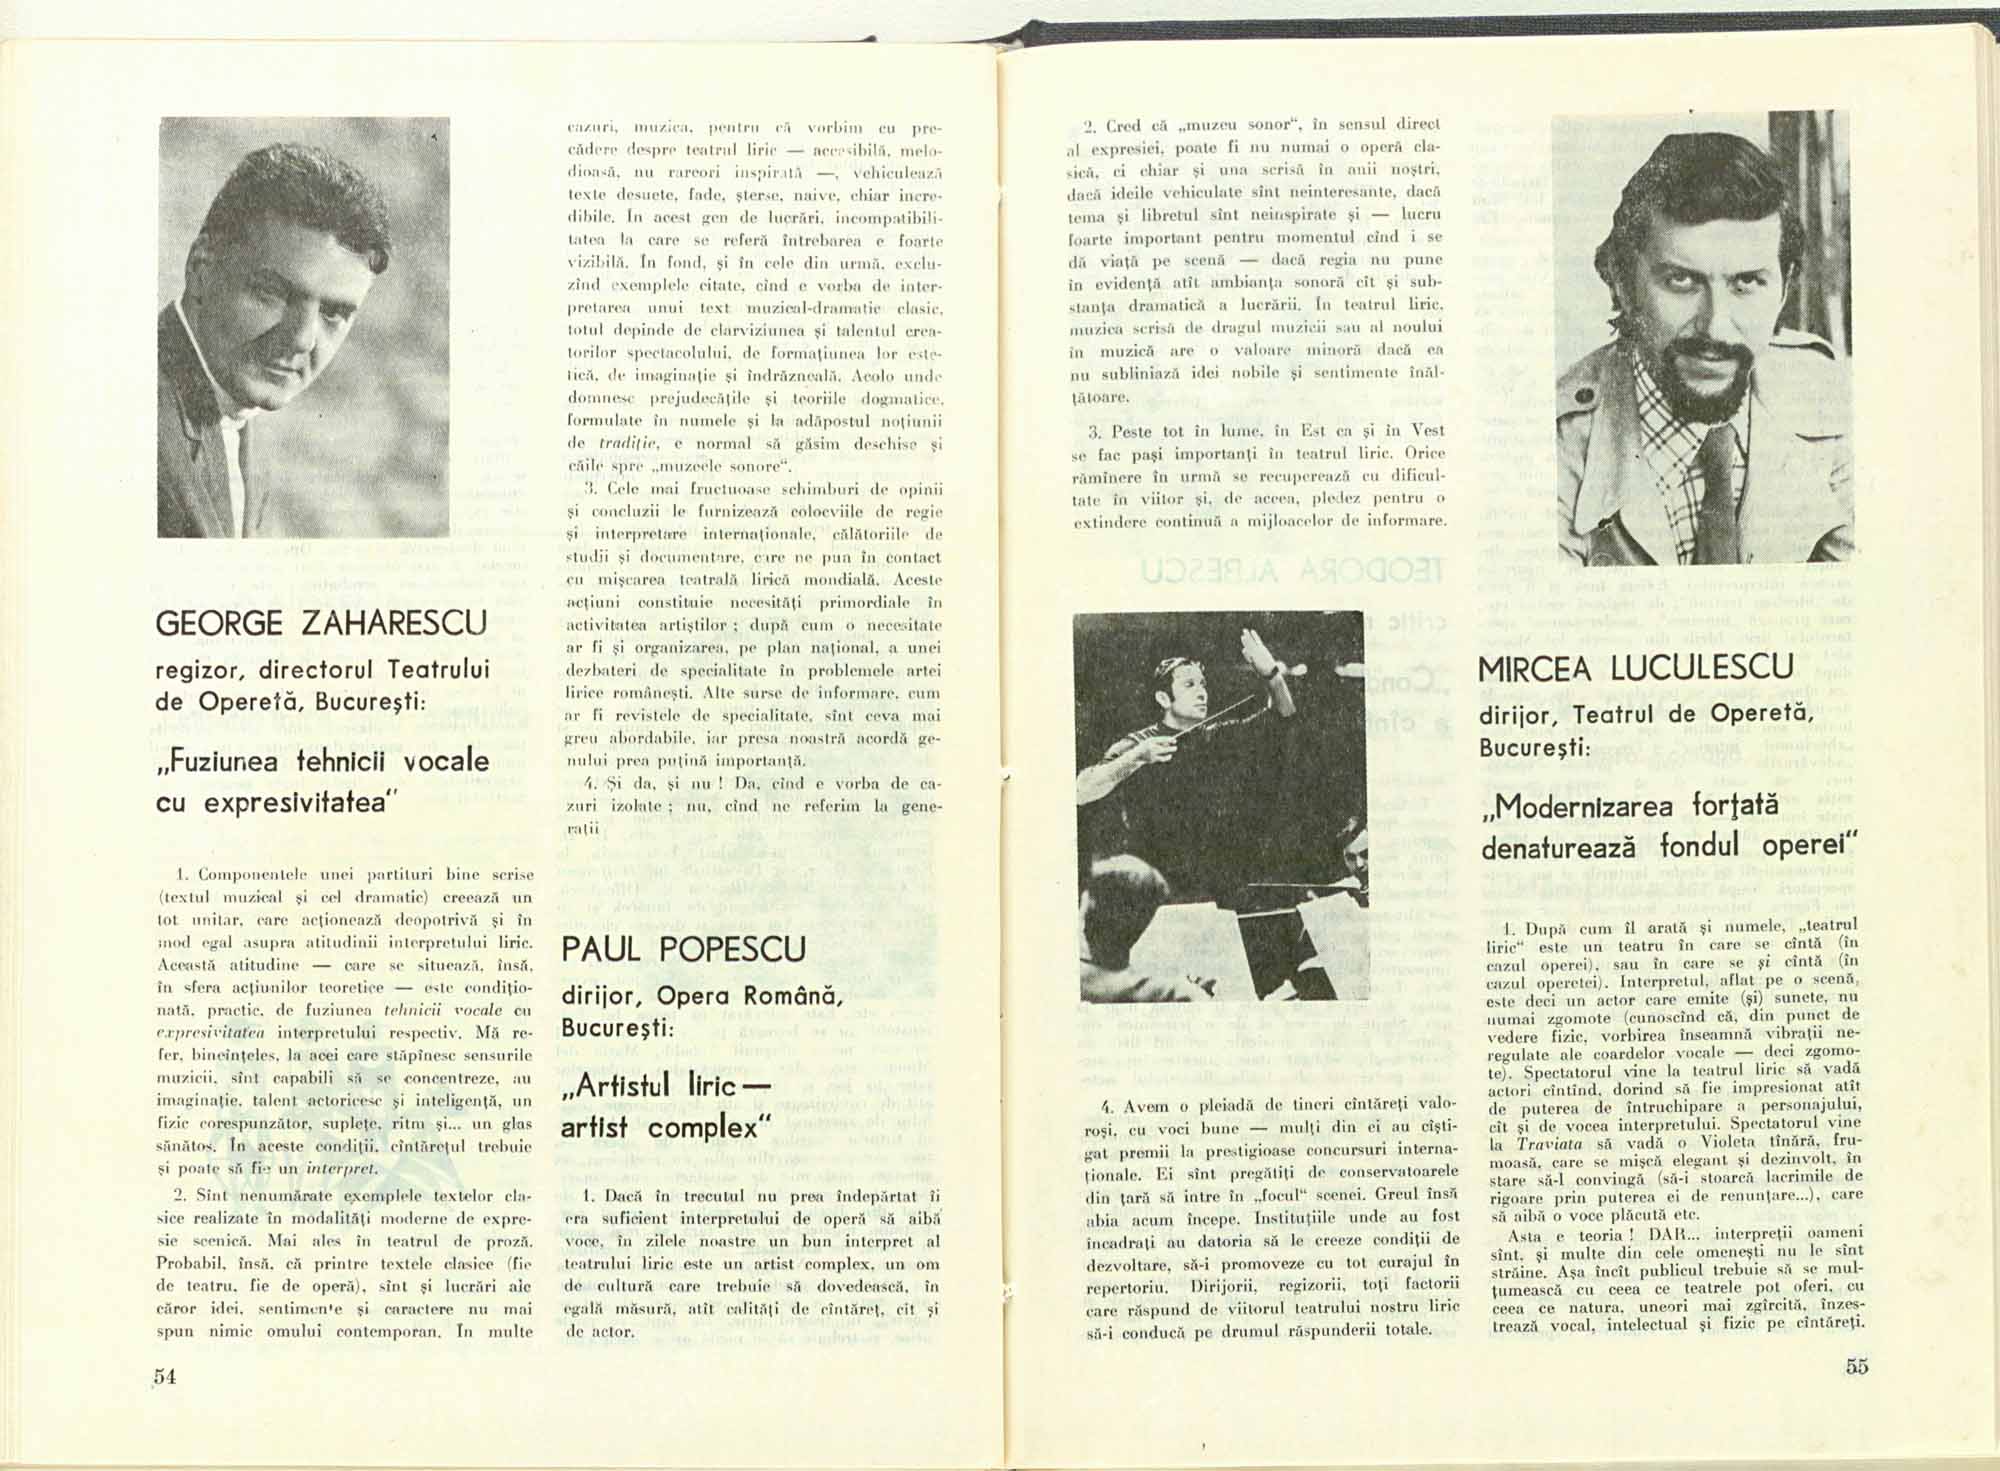 GEORGE ZAHARESCU
regizor, directorul Teatrului
de Operetă, București:
„Fuziunea tehnicii vocale
cu expresivitatea"
1. Componentele unei partituri bine scrise
(textul muzical și cel dramatic) creează un
tot unitar, care acționează deopotrivă și în
mod egal asupra atitudinii interpretului liric.
Această atitudine — care se situează, însă,
în sfera acțiunilor teoretice — este condițio-
nată, practic, de fuziunea tehnicii vocale cu
expresivitatea interpretului respectiv. Mă re-
fer, bineînțeles, la acei care stăpînesc sensurile
muzicii, sînt capabili să se concentreze, au
imaginație, talent actoricesc și inteligență, un
fizic corespunzător, suplețe, ritm și... un glas
sănătos. În aceste condiții, cîntărețul trebuie
și poate să fie un interpret.
2. Sînt nenumărate exemplele textelor cla-
sice realizate în modalități moderne de expre-
sie scenică. Mai ales în teatrul de proză.
Probabil, însă, că printre textele clasice (fie
de teatru, fie de operă), sînt și lucrări ale
căror idei, sentimente și caractere nu mai
spun nimic omului contemporan. În multe
54
cazuri, muzica, pentru că vorbim cu pre-
cădere despre teatrul liric — accesibilă, melo-
dioasă, nu rareori inspirată —, vehiculează
texte desuete, fade, șterse, naive, chiar incre-
dibile. În acest gen de lucrări, incompatibili-
tatea la care se referă întrebarea e foarte
vizibilă. În fond, și în cele din urmă, exclu-
zînd exemplele citate, cînd e vorba de inter-
pretarea unui text muzical-dramatic clasic,
totul depinde de clarviziunea și talentul crea-
torilor spectacolului, de formațiunea lor este-
tică, de imaginație și îndrăzneală. Acolo unde
domnesc prejudecățile și teoriile dogmatice,
formulate în numele și la adăpostul noțiunii
de tradiție, e normal să găsim deschise și
căile spre „muzeele sonore".
3. Cele mai fructuoase schimburi de opinii
și concluzii le furnizează colocviile de regie
și interpretare internaționale, călătoriile de
studii și documentare, care ne pun în contact
cu mișcarea teatrală lirică mondială. Aceste
acțiuni constituie necesități primordiale în
activitatea artiștilor ; după cum o necesitate
ar fi și organizarea, pe plan național, a unei
dezbateri de specialitate în problemele artei
lirice românești. Alte surse de informare, cum
ar fi revistele de specialitate, sînt ceva mai
greu abordabile, iar presa noastră acordă ge-
nului prea puțină importanță.
4. Și da, și nu ! Da, cînd e vorba de ca-
zuri izolate ; nu, cînd ne referim la gene-
rații
PAUL POPESCU
dirijor, Opera Română,
București:
„Artistul liric —
artist complex"
1. Dacă în trecutul nu prea îndepărtat îi
era suficient interpretului de operă să aibă
voce, în zilele noastre un bun interpret al
teatrului liric este un artist complex, un om
de cultură care trebuie să dovedească, în
egală măsură, atît calități de cîntăreț, cît și
de actor.
2. Cred că „muzeu sonor", în sensul direct
al expresiei, poate fi nu numai o operă cla-
sică, ci chiar și una scrisă în anii noștri,
dacă ideile vehiculate sînt neinteresante, dacă
tema și libretul sînt neinspirate și — lucru
foarte important pentru momentul cînd i se
dă viață pe scenă — dacă regia nu pune
în evidență atît ambianța sonoră cît și sub-
stanța dramatică a lucrării. În teatrul liric,
muzica scrisă de dragul muzicii sau al noului
în muzică are o valoare minoră dacă ea
nu subliniază idei nobile și sentimente înăl-
țătoare.
3. Peste tot în lume, în Est ca și în Vest
se fac pași importanți în teatrul liric. Orice
rămînere în urmă se recuperează cu dificul-
tate în viitor și, de aceea, pledez pentru o
extindere continuă a mijloacelor de informare.
4. Avem o pleiadă de tineri cîntăreți valo-
roși, cu voci bune — mulți din ei au cîști-
gat premii la prestigioase concursuri interna-
ționale. Ei sînt pregătiți de conservatoarele
din țară să intre în „focul" scenei. Greul însă
abia acum începe. Instituțiile unde au fost
încadrați au datoria să le creeze condiții de
dezvoltare, să-i promoveze cu tot curajul în
repertoriu. Dirijorii, regizorii, toți factorii
care răspund de viitorul teatrului nostru liric
să-i conducă pe drumul răspunderii totale.
MIRCEA LUCULESCU
dirijor, Teatrul de Operetă,
București:
„Modernizarea forțată
denaturează fondul operei"
1. După cum îl arată și numele, „teatrul
liric" este un teatru în care se cîntă (în
cazul operei), sau în care se și cîntă (în
cazul operetei). Interpretul, aflat pe o scenă,
este deci un actor care emite (și) sunete, nu
numai zgomote (cunoscînd că, din punct de
vedere fizic, vorbirea înseamnă vibrații ne-
regulate ale coardelor vocale — deci zgomo-
te). Spectatorul vine la teatrul liric să vadă
actori cîntînd, dorind să fie impresionat atît
de puterea de întruchipare a personajului,
cît și de vocea interpretului. Spectatorul vine
la Traviata să vadă o Violeta tînără, fru-
moasă, care se mișcă elegant și dezinvolt, în
stare să-l convingă (să-i stoarcă lacrimile de
rigoare prin puterea ei de renunțare...), care
să aibă o voce plăcută etc.
Asta e teoria ! DAR... interpreții oameni
sînt, și multe din cele omenești nu le sînt
străine. Așa încît publicul trebuie să se mul-
țumească cu ceea ce teatrele pot oferi, cu
ceea ce natura, uneori mai zgîrcită, înzes-
trează vocal, intelectual și fizic pe cîntăreți.
55